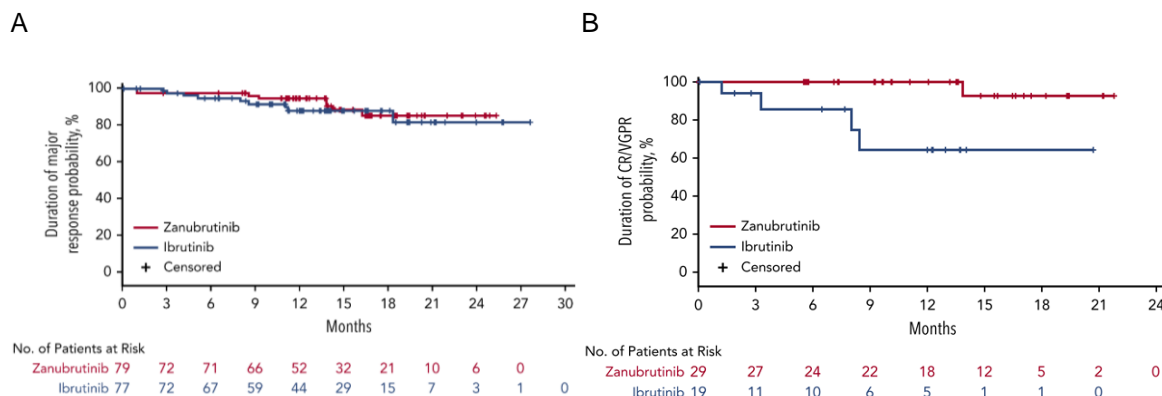 A
Duration of major
response probability, %
100
80
60
40
80
0
Zanubrutinib
Ibrutinib
Censored
0 3 6 9 12 15 18 21 24 27 30
Months
No. of Patients at Risk
Zanubrutinib 79 72 71 66 52 32 21 10 6 0
Ibrutinib 77 72 67 59 44 29 15 7 3 1 0
B
Duration of CR/VGPR
probability, %
100
80
60
40
20
0
Zanubrutinib
Ibrutinib
Censored
0 3 6 9 12 15 18 21 24
Months
No. of Patients at Risk
Zanubrutinib 29 27 24 22 18 12 5 2 0
Ibrutinib 19 11 10 6 5 1 1 0